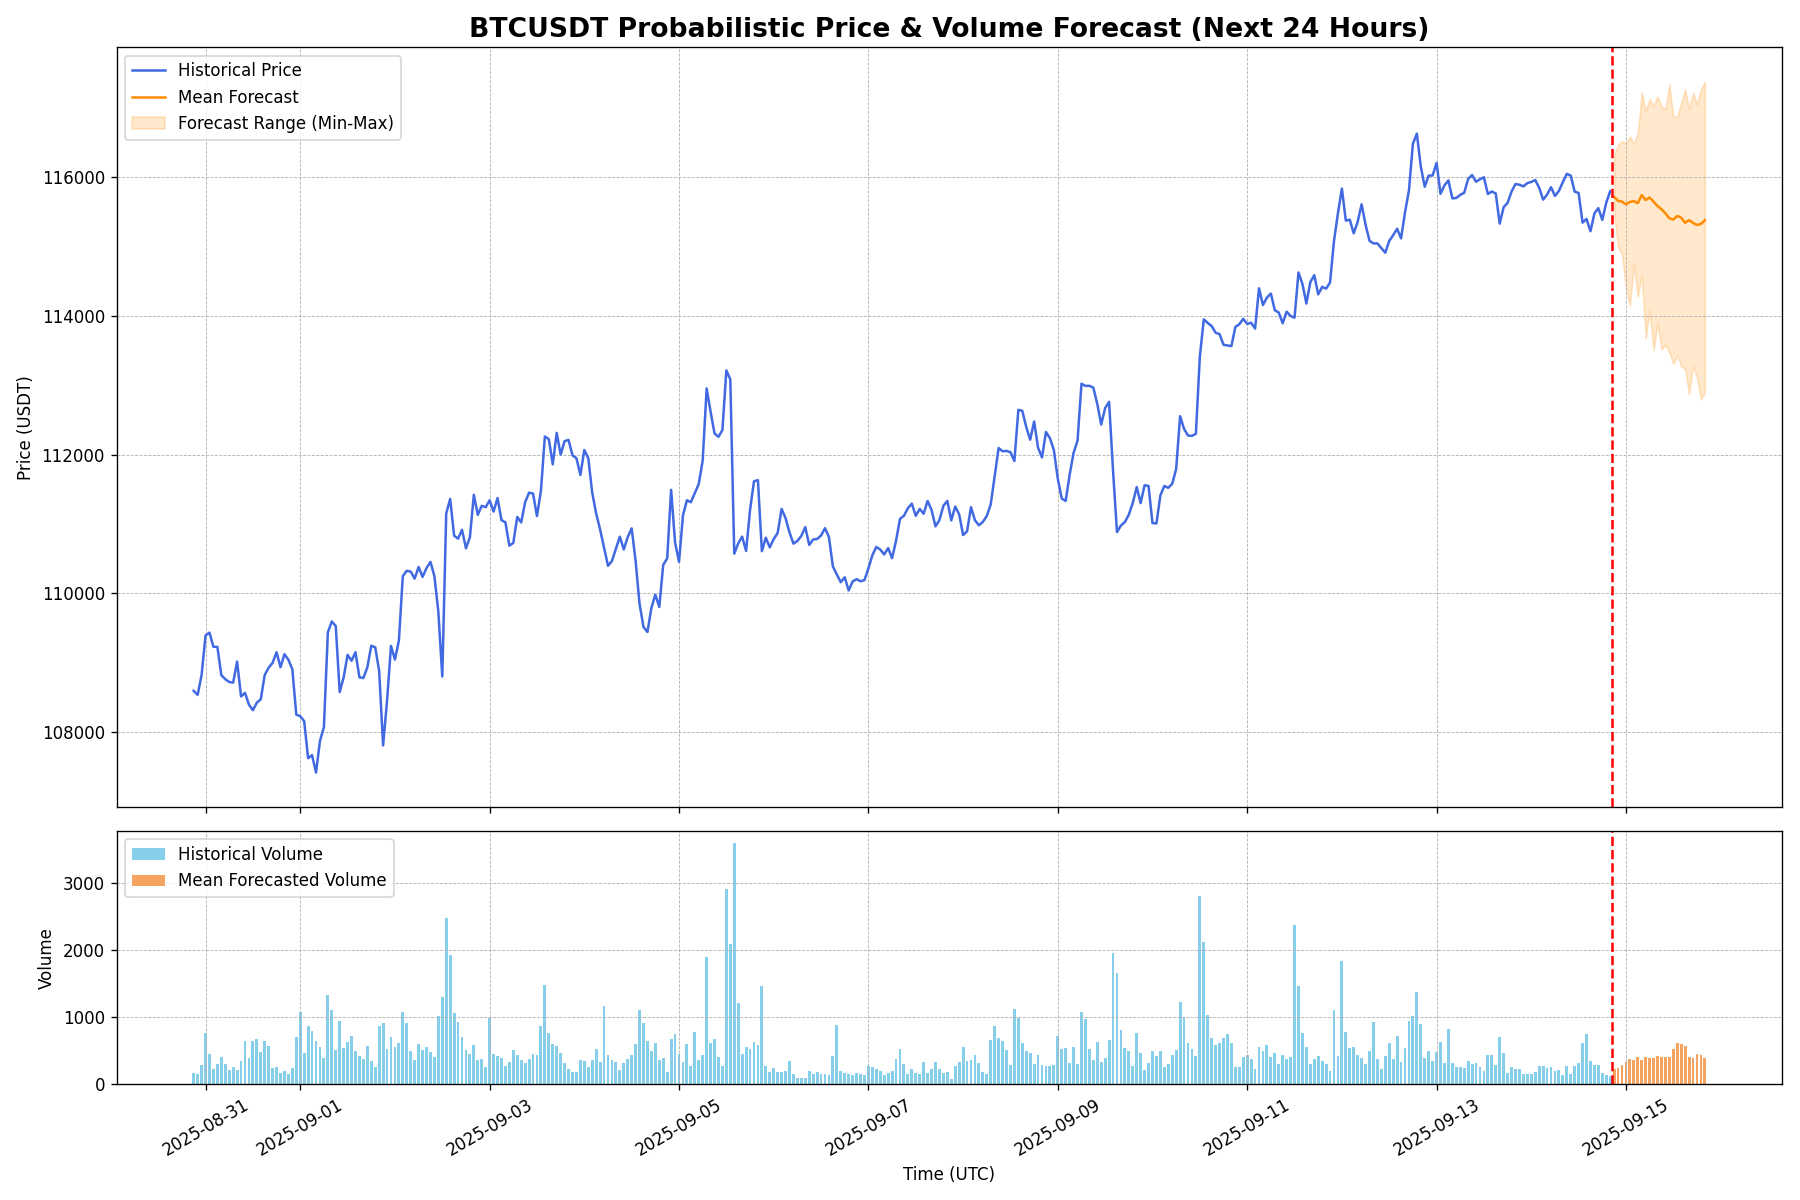 BTCUSDT Probabilistic Price & Volume Forecast (Next 24 Hours)
Historical Price
Mean Forecast
Forecast Range (Min-Max)
116000
114000
112000
110000
108000
Price (USDT)
Historical Volume
Mean Forecasted Volume
3000
2000
1000
0
Volume
2025-08-31
2025-09-01
2025-09-03
2025-09-05
2025-09-07
2025-09-09
2025-09-11
2025-09-13
2025-09-15
Time (UTC)